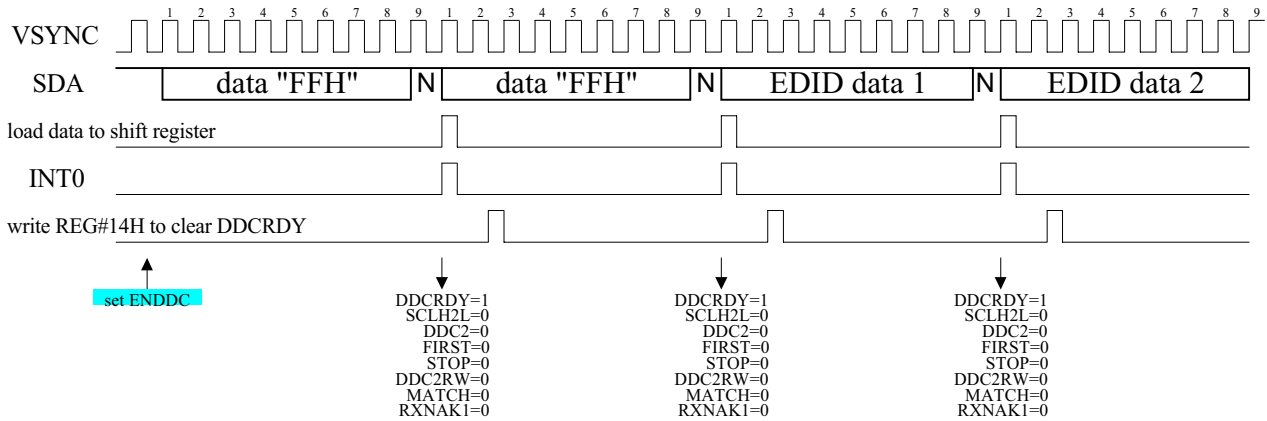 1 2 3 4 5 6 7 8 9 1 2 3 4 5 6 7 8 9 1 2 3 4 5 6 7 8 9 1 2 3 4 5 6 7 8 9
VSYNC
SDA data "FFH" N data "FFH" N EDID data 1 N EDID data 2
load data to shift register
INT0
write REG#14H to clear DDCRDY
set ENDDC
DDCRDY=1
SCLH2L=0
DDC2=0
FIRST=0
STOP=0
DDC2RW=0
MATCH=0
RXNAK1=0
DDCRDY=1
SCLH2L=0
DDC2=0
FIRST=0
STOP=0
DDC2RW=0
MATCH=0
RXNAK1=0
DDCRDY=1
SCLH2L=0
DDC2=0
FIRST=0
STOP=0
DDC2RW=0
MATCH=0
RXNAK1=0